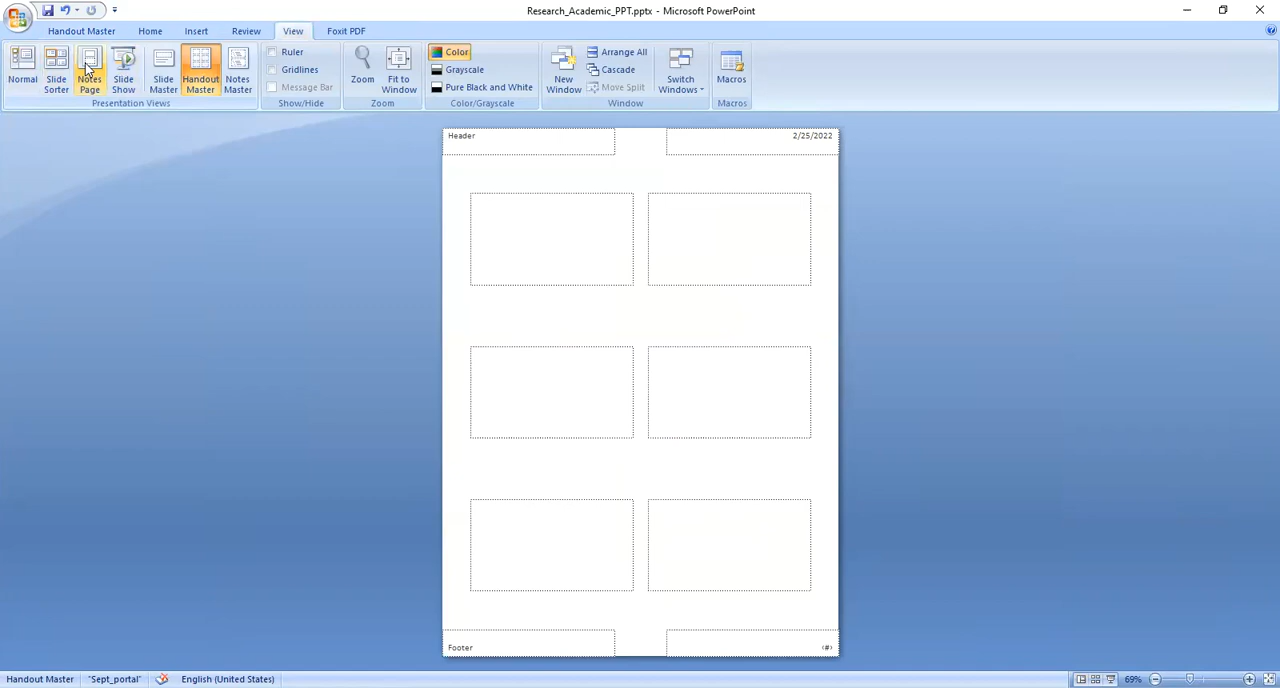 Research_Academic_PPT.pptx - Microsoft PowerPoint
Home Insert Review View Foxit PDF
Handout Master
Normal
Slide Sorter
Notes Page
Slide Show
Slide Master
Handout Master
Notes Master
Presentation Views
Ruler
Gridlines
Message Bar
Show/Hide
Zoom
Fit to Window
Zoom
Color
Grayscale
Pure Black and White
Color/Grayscale
New Window
Arrange All
Cascade
Move Split
Switch Windows
Window
Macros
Macros
Header
2/25/2022
Footer
‹#›
Handout Master "Sept_portal" English (United States) 69%